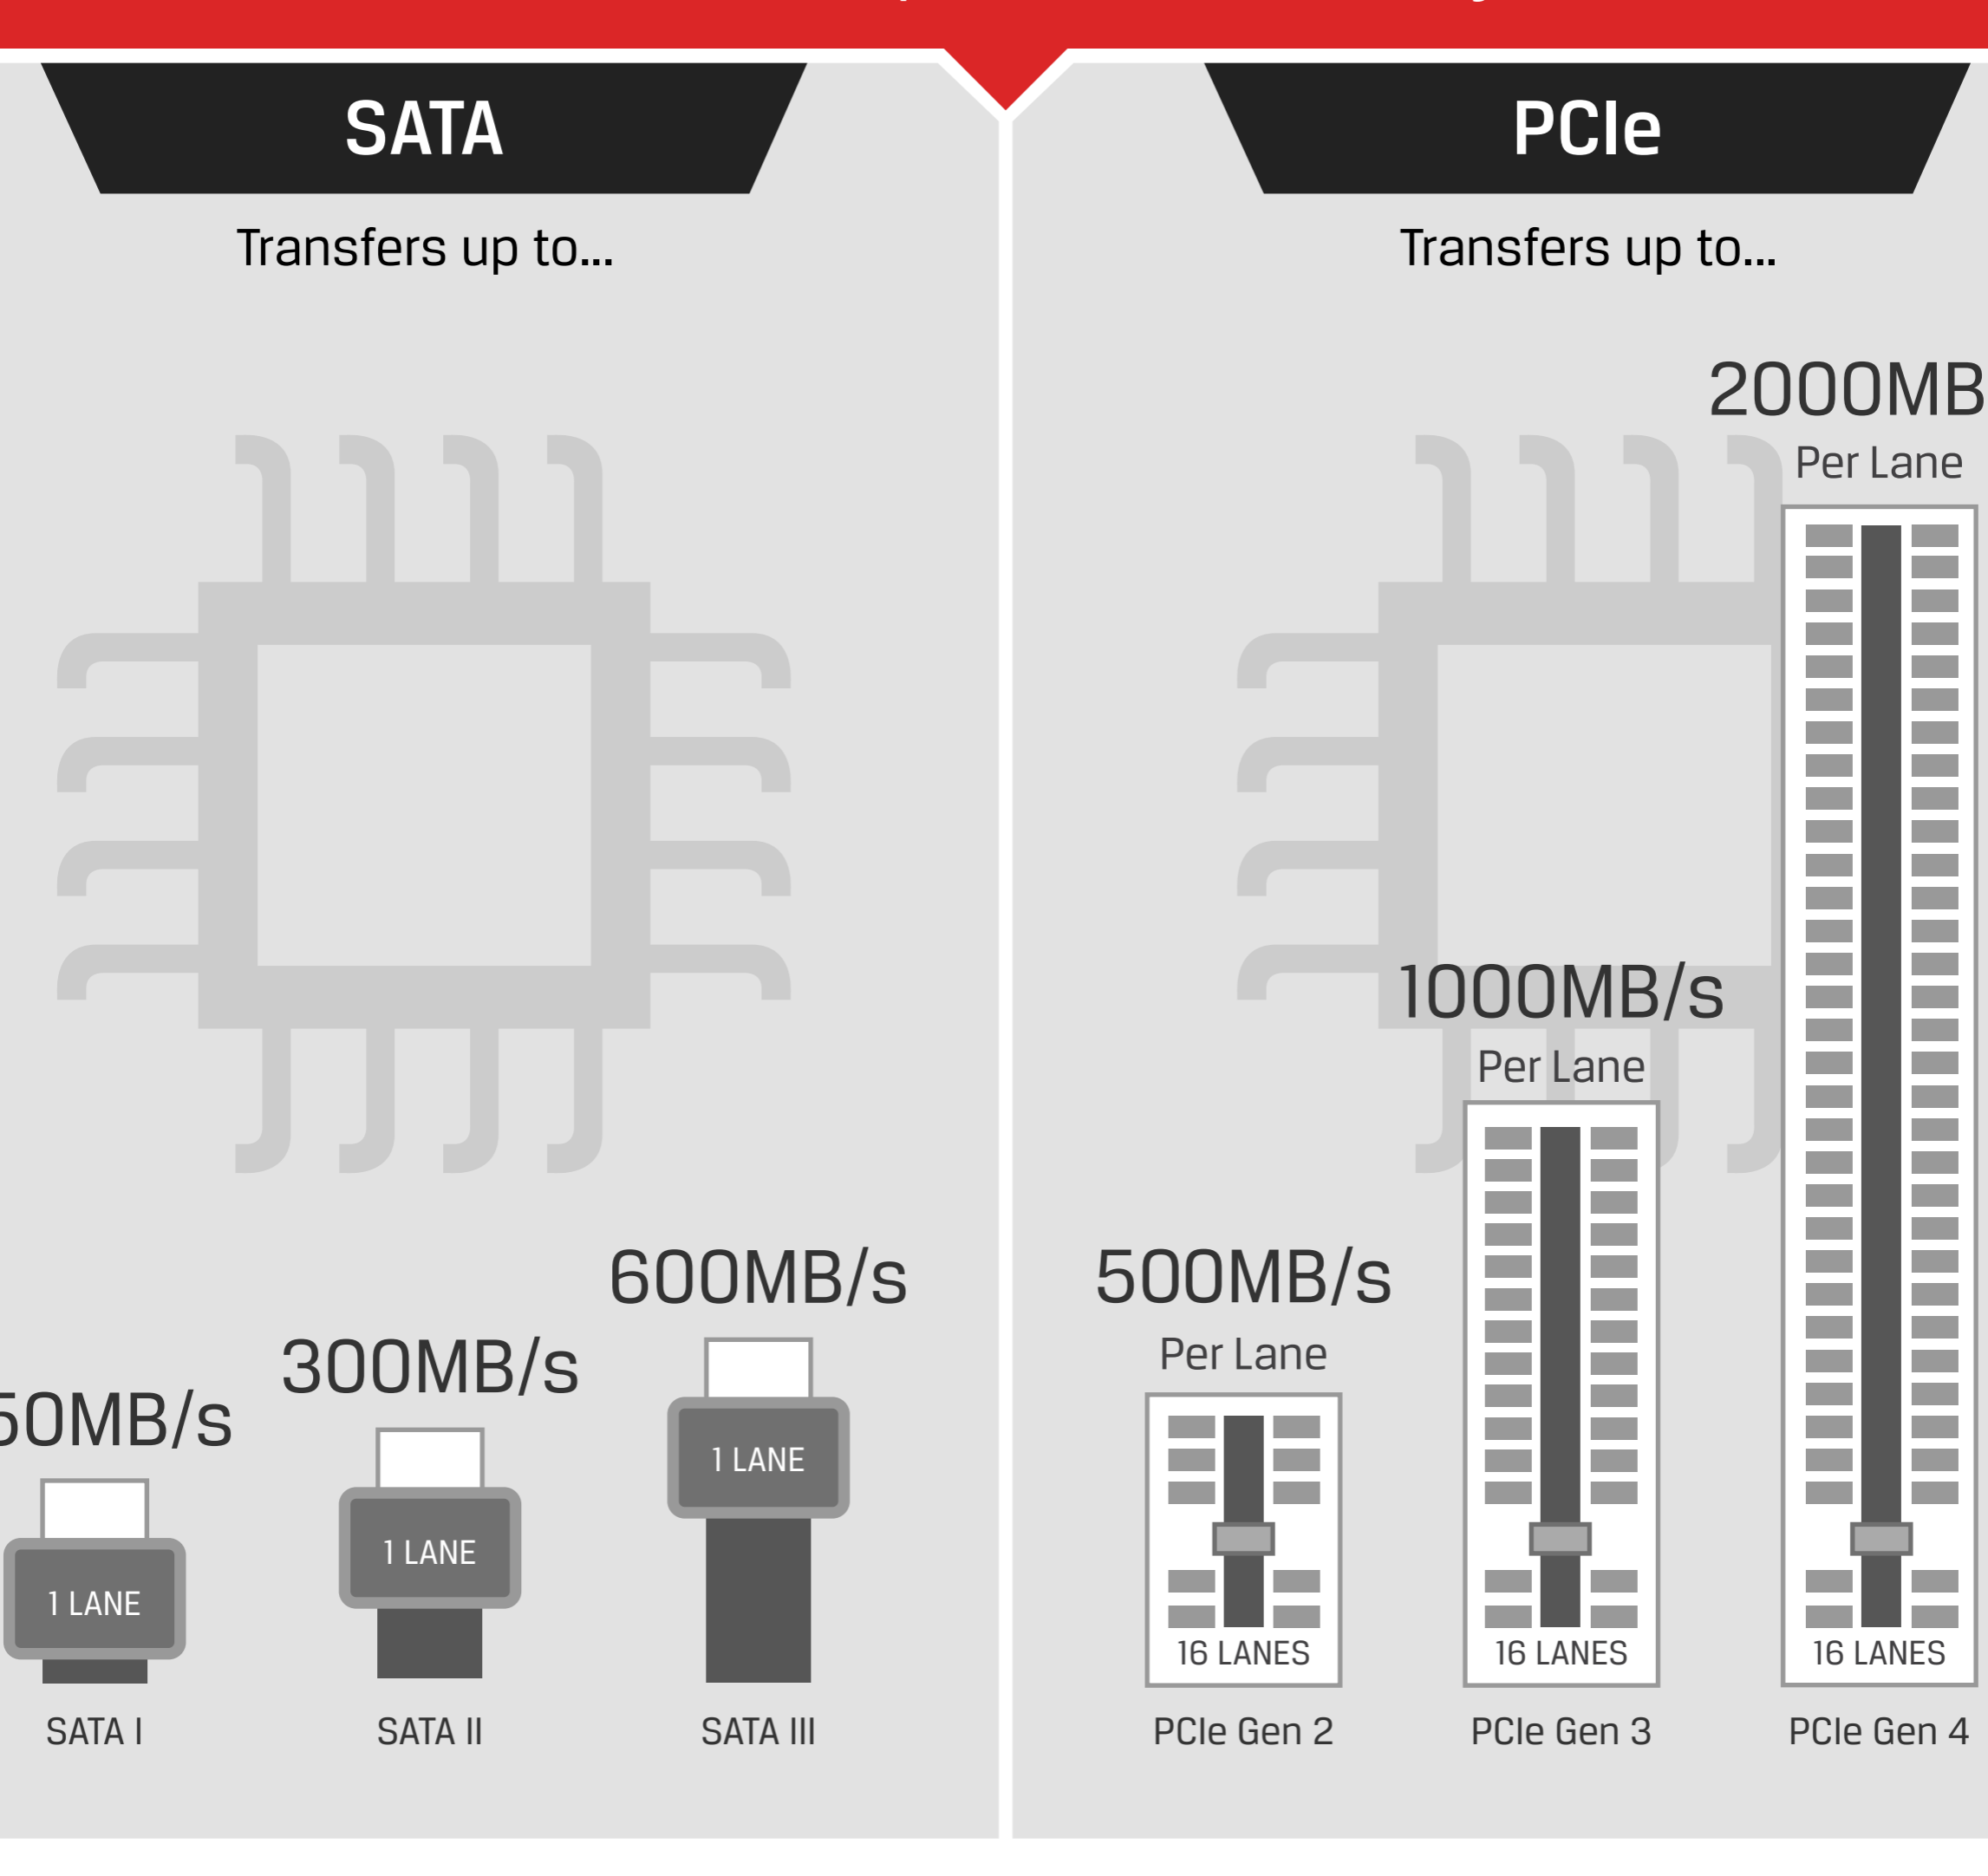 SATA
Transfers up to...
600MB/s
300MB/s
50MB/s
1 LANE
1 LANE
1 LANE
SATA I
SATA II
SATA III
PCIe
Transfers up to...
2000MB
Per Lane
1000MB/s
Per Lane
500MB/s
Per Lane
16 LANES
16 LANES
16 LANES
PCIe Gen 2
PCIe Gen 3
PCIe Gen 4